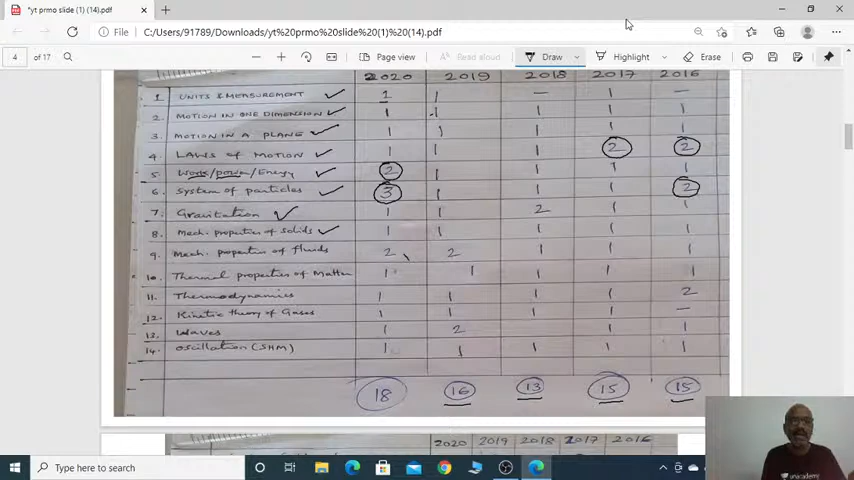 *yt prmo slide (1) (14).pdf
File C:/Users/91789/Downloads/yt%20prmo%20slide%20(1)%20(14).pdf
4 of 17 Page view Read aloud Draw Highlight Erase
2020 2019 2018 2017 2016
1 UNITS & MEASUREMENT ✓ 1 1 — 1 —
2. MOTION IN ONE DIMENSION ✓ 1 1 1 1 1
3. MOTION IN A PLANE ✓ 1 1 1 1 1
4. LAWS of MOTION ✓ 1 1 1 2 2
5. Work/power/Energy ✓ 2 1 1 1 1
6. System of particles ✓ 3 1 1 1 2
7. Gravitation ✓ 1 1 2 1 1
8. Mech. properties of solids ✓ 1 1 1 1 1
9. Mech. properties of fluids 2 2 1 1 1
10. Thermal properties of Matter 1 1 1 1 1
11. Thermodynamics 1 1 1 1 2
12. Kinetic theory of Gases 1 1 1 1 —
13. Waves 1 2 1 1
14. oscillation (SHM) 1 1 1 1 1
18 16 13 15 15
2020 2019 2018 2017 2016
unacademy
Type here to search